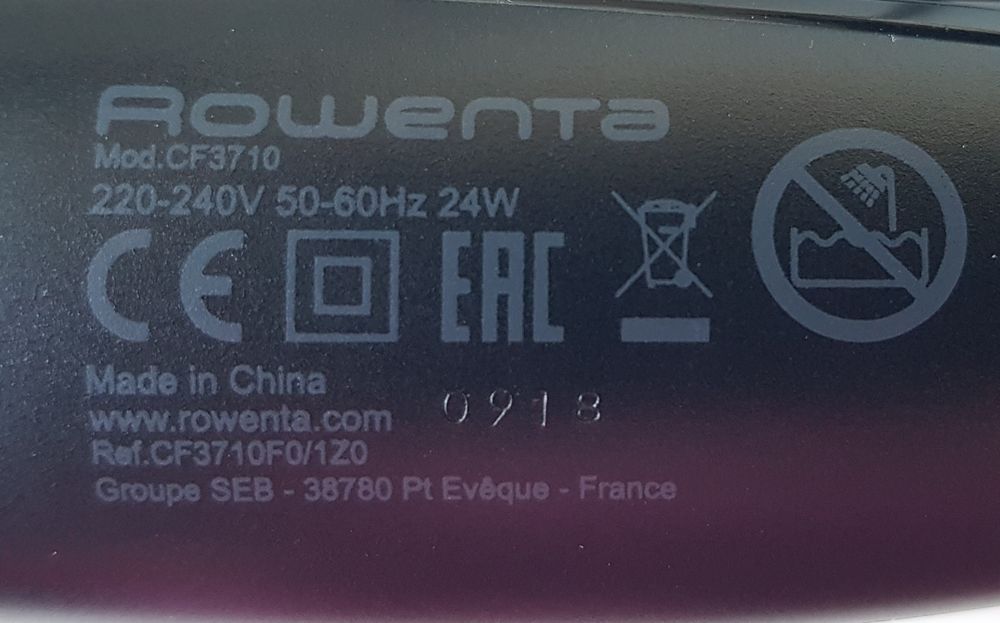 Rowenta
Mod.CF3710
220-240V 50-60Hz 24W
CE EAC
Made in China
www.rowenta.com
0918
Ref.CF3710F0/1Z0
Groupe SEB - 38780 Pt Evêque - France